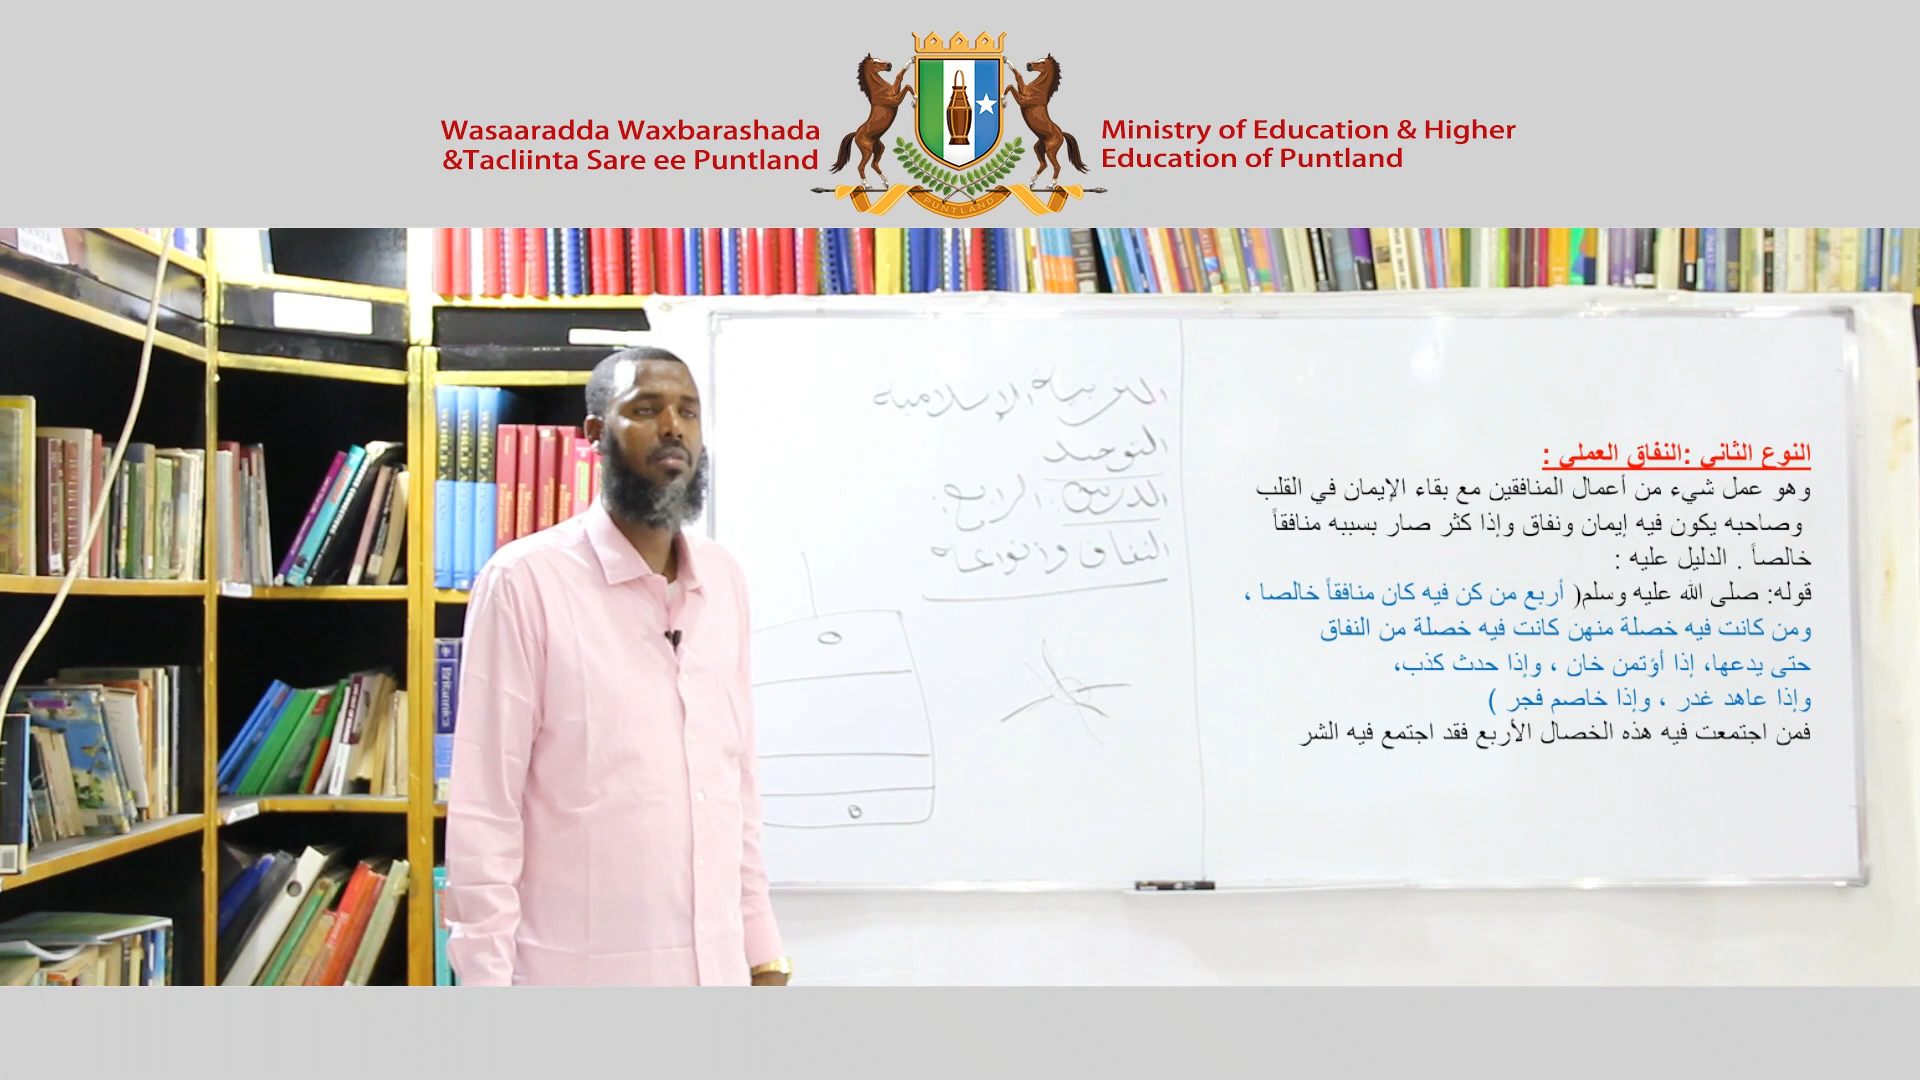 Wasaaradda Waxbarashada
&Tacliinta Sare ee Puntland
Ministry of Education & Higher
Education of Puntland
PUNTLAND
التربية الإسلامية
التوحيد
الدرس الرابع:
النفاق وأنواعه
النوع الثاني :النفاق العملي :
وهو عمل شيء من أعمال المنافقين مع بقاء الإيمان في القلب
وصاحبه يكون فيه إيمان ونفاق وإذا كثر صار بسببه منافقاً
خالصاً . الدليل عليه :
قوله: صلى الله عليه وسلم( أربع من كن فيه كان منافقاً خالصا ،
ومن كانت فيه خصلة منهن كانت فيه خصلة من النفاق
حتى يدعها، إذا أؤتمن خان ، وإذا حدث كذب،
وإذا عاهد غدر ، وإذا خاصم فجر )
فمن اجتمعت فيه هذه الخصال الأربع فقد اجتمع فيه الشر
WORLD
WORLD
Britannica